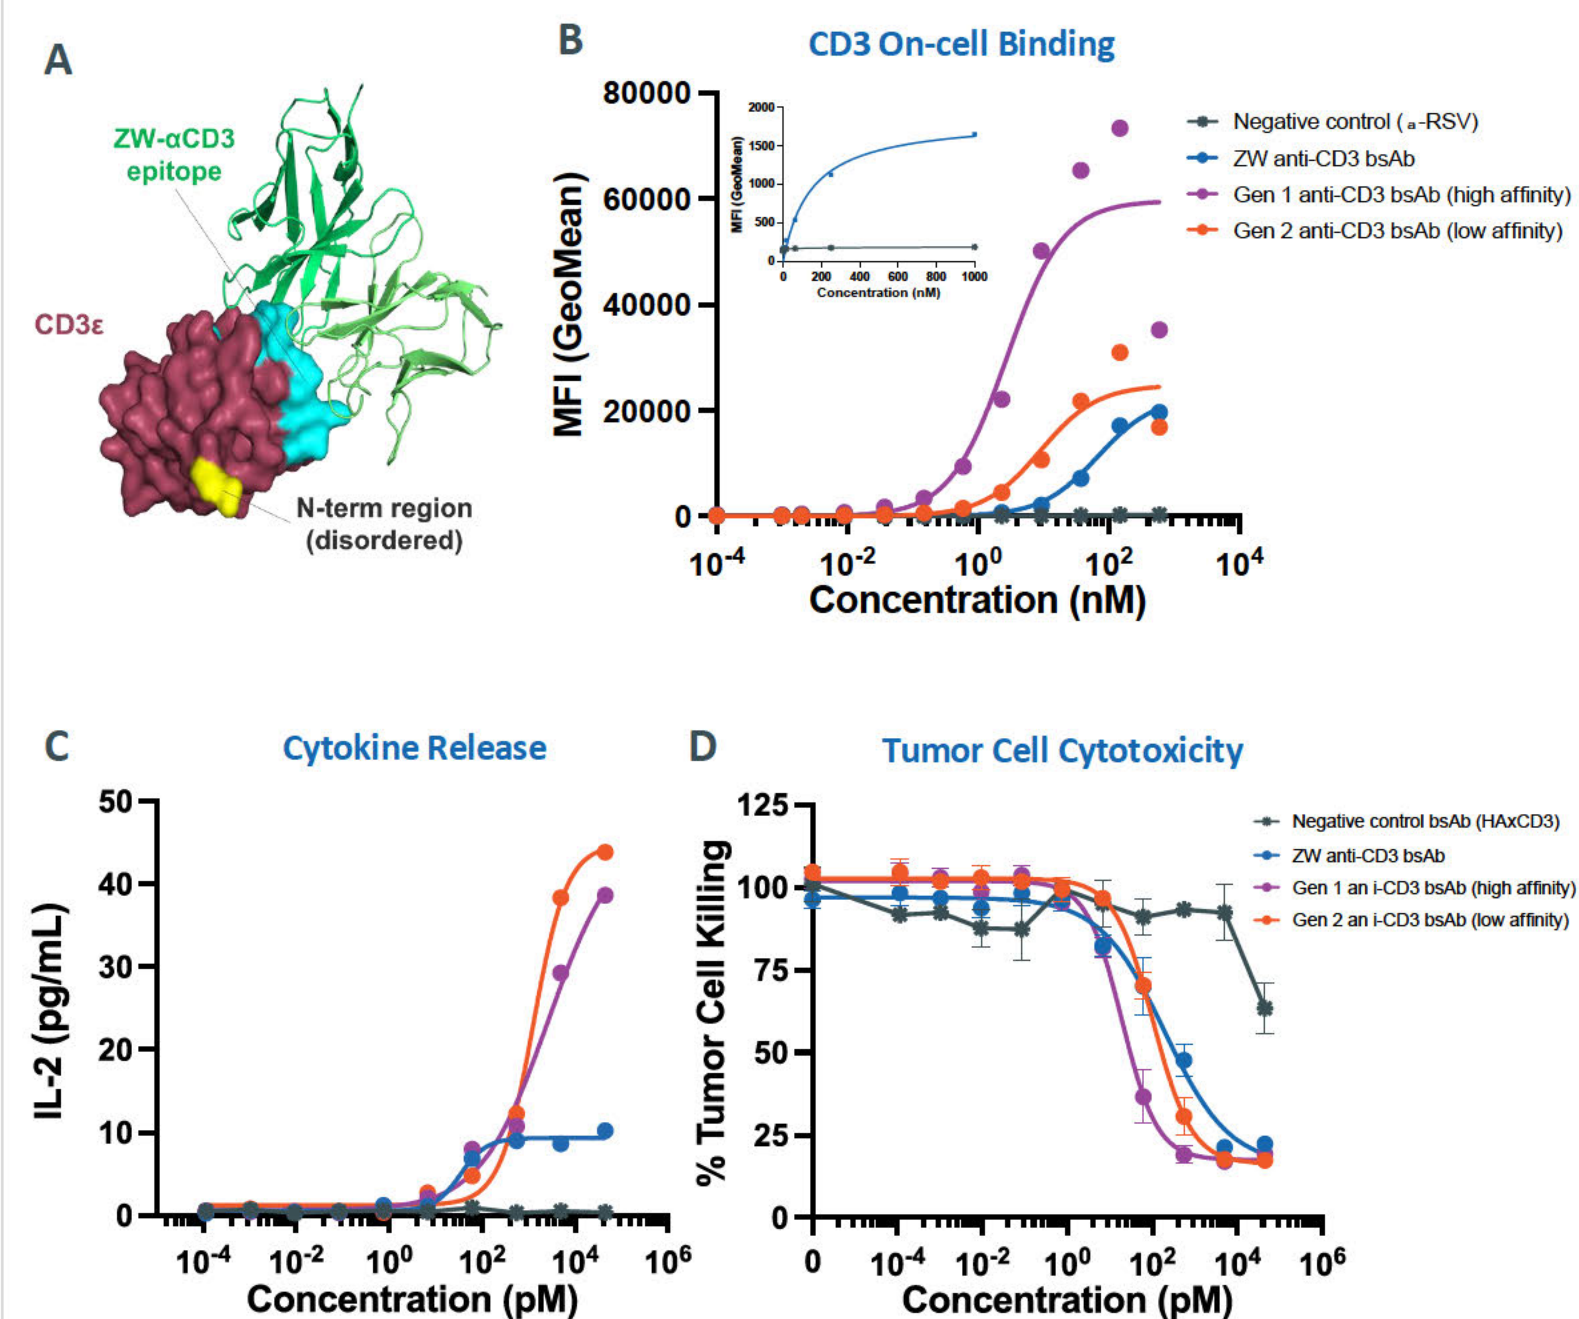 A
ZW-αCD3
epitope
CD3ε
N-term region
(disordered)
B
CD3 On-cell Binding
80000
60000
40000
20000
0
MFI (GeoMean)
10-4
10-2
100
102
104
Concentration (nM)
2000
1500
1000
500
0
MFI (GeoMean)
0 200 400 600 800 1000
Concentration (nM)
Negative control (a-RSV)
ZW anti-CD3 bsAb
Gen 1 anti-CD3 bsAb (high affinity)
Gen 2 anti-CD3 bsAb (low affinity)
C
Cytokine Release
50
40
30
20
10
0
IL-2 (pg/mL)
10-4
10-2
100
102
104
106
Concentration (pM)
D
Tumor Cell Cytotoxicity
125
100
75
50
25
0
% Tumor Cell Killing
0
10-4
10-2
100
102
104
106
Concentration (pM)
Negative control bsAb (HAxCD3)
ZW anti-CD3 bsAb
Gen 1 an i-CD3 bsAb (high affinity)
Gen 2 an i-CD3 bsAb (low affinity)